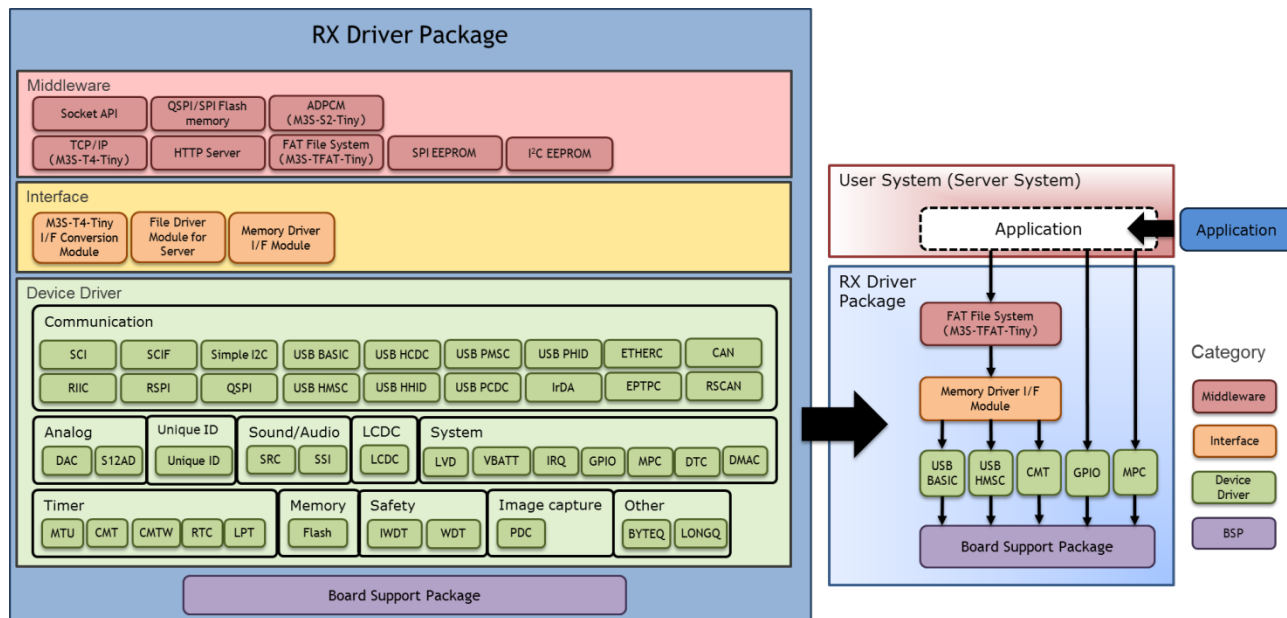 RX Driver Package
Middleware
Socket API
QSPI/SPI Flash
memory
ADPCM
(M3S-S2-Tiny)
TCP/IP
(M3S-T4-Tiny)
HTTP Server
FAT File System
(M3S-TFAT-Tiny)
SPI EEPROM
I²C EEPROM
Interface
M3S-T4-Tiny
I/F Conversion
Module
File Driver
Module for
Server
Memory Driver
I/F Module
Device Driver
Communication
SCI
SCIF
Simple I2C
USB BASIC
USB HCDC
USB PMSC
USB PHID
ETHERC
CAN
RIIC
RSPI
QSPI
USB HMSC
USB HHID
USB PCDC
IrDA
EPTPC
RSCAN
Analog
DAC
S12AD
Unique ID
Unique ID
Sound/Audio
SRC
SSI
LCDC
LCDC
System
LVD
VBATT
IRQ
GPIO
MPC
DTC
DMAC
Timer
MTU
CMT
CMTW
RTC
LPT
Memory
Flash
Safety
IWDT
WDT
Image capture
PDC
Other
BYTEQ
LONGQ
Board Support Package
User System (Server System)
Application
Application
RX Driver
Package
FAT File System
(M3S-TFAT-Tiny)
Memory Driver I/F
Module
USB
BASIC
USB
HMSC
CMT
GPIO
MPC
Board Support Package
Category
Middleware
Interface
Device
Driver
BSP